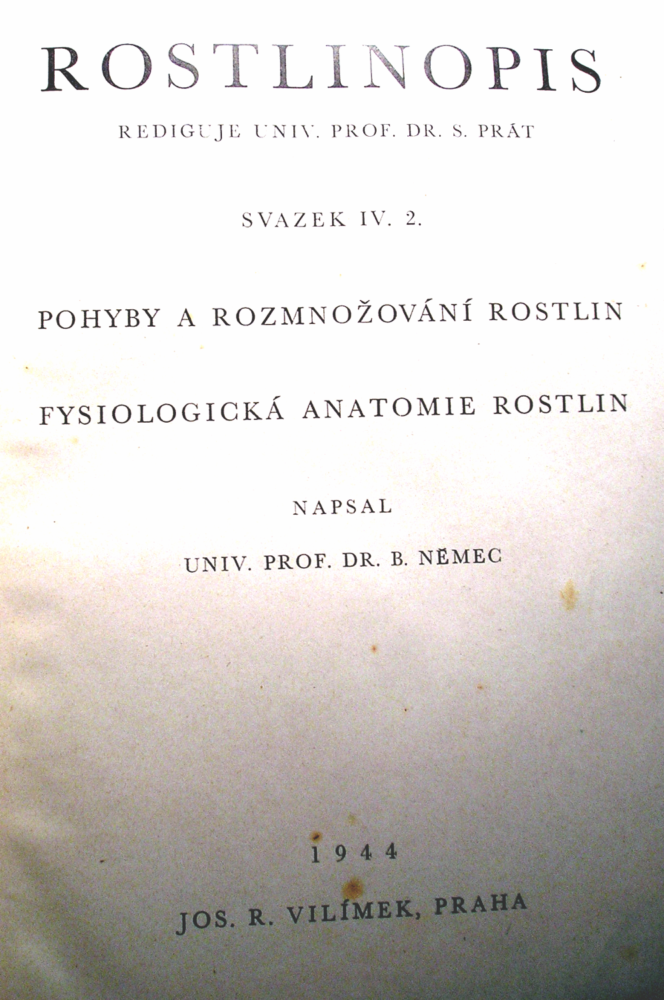 ROSTLINOPIS
REDIGUJE UNIV. PROF. DR. S. PRÁT
SVAZEK IV. 2.
POHYBY A ROZMNOŽOVÁNÍ ROSTLIN
FYSIOLOGICKÁ ANATOMIE ROSTLIN
NAPSAL
UNIV. PROF. DR. B. NĚMEC
1944
JOS. R. VILÍMEK, PRAHA